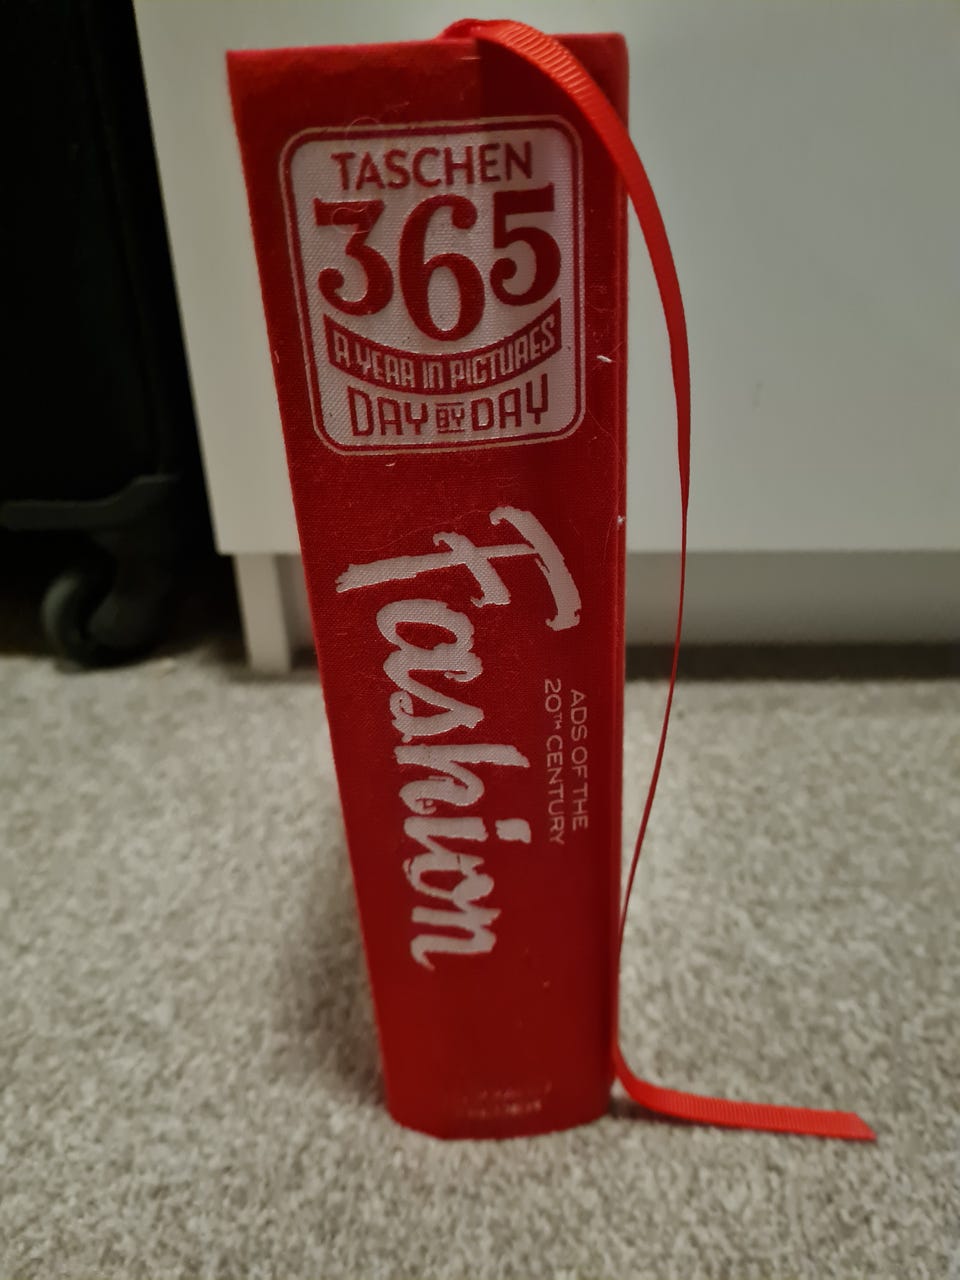 TASCHEN
365
A YEAR IN PICTURES
DAY BY DAY
Fashion
ADS OF THE
20TH CENTURY